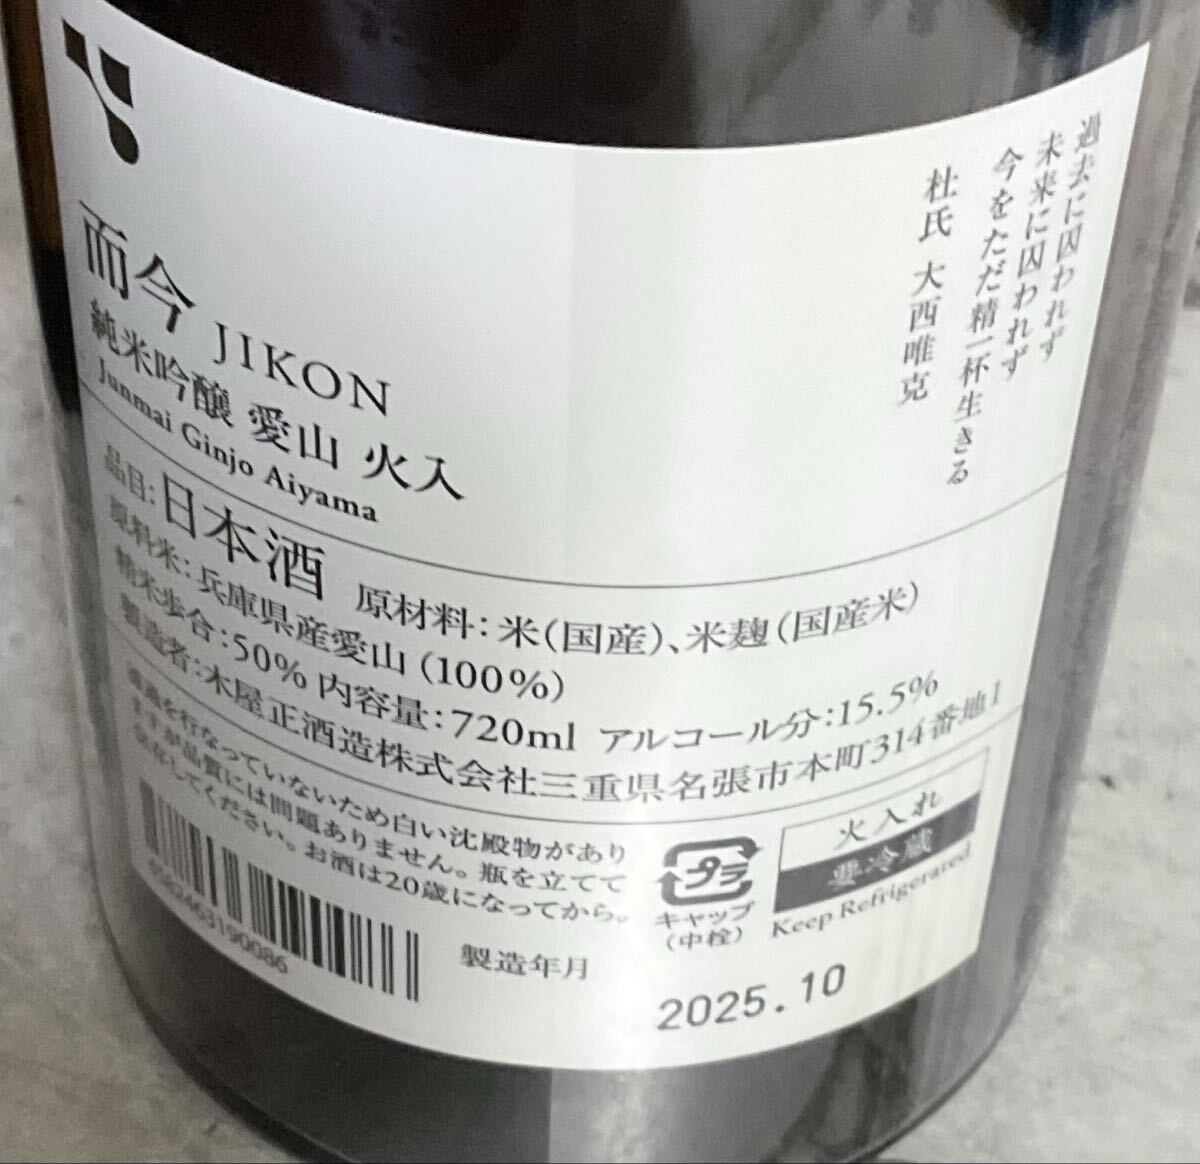 過去に囚われず
未来に囚われず
今をただ精一杯生きる
杜氏 大西唯克
而今 JIKON
純米吟醸 愛山 火入
Junmai Ginjo Aiyama
品目:日本酒 原材料:米(国産)、米麹(国産米)
原料米:兵庫県産愛山(100%)
精米歩合:50% 内容量:720ml アルコール分:15.5%
製造者:木屋正酒造株式会社三重県名張市本町314番地1
濾過を行なっていないため白い沈殿物があり
ますが品質には問題ありません。瓶を立てて
保存してください。お酒は20歳になってから。
プラ
キャップ
(中栓)
火入れ
要冷蔵
Keep Refrigerated
4582463190086
製造年月
2025.10